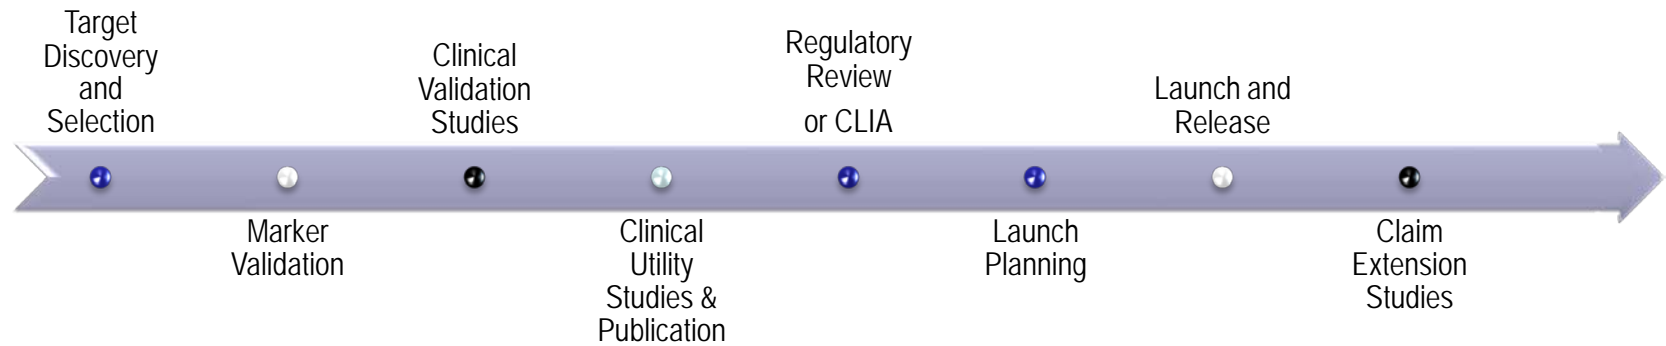 Target
Discovery
and
Selection
Marker
Validation
Clinical
Validation
Studies
Clinical
Utility
Studies &
Publication
Regulatory
Review
or CLIA
Launch
Planning
Launch and
Release
Claim
Extension
Studies